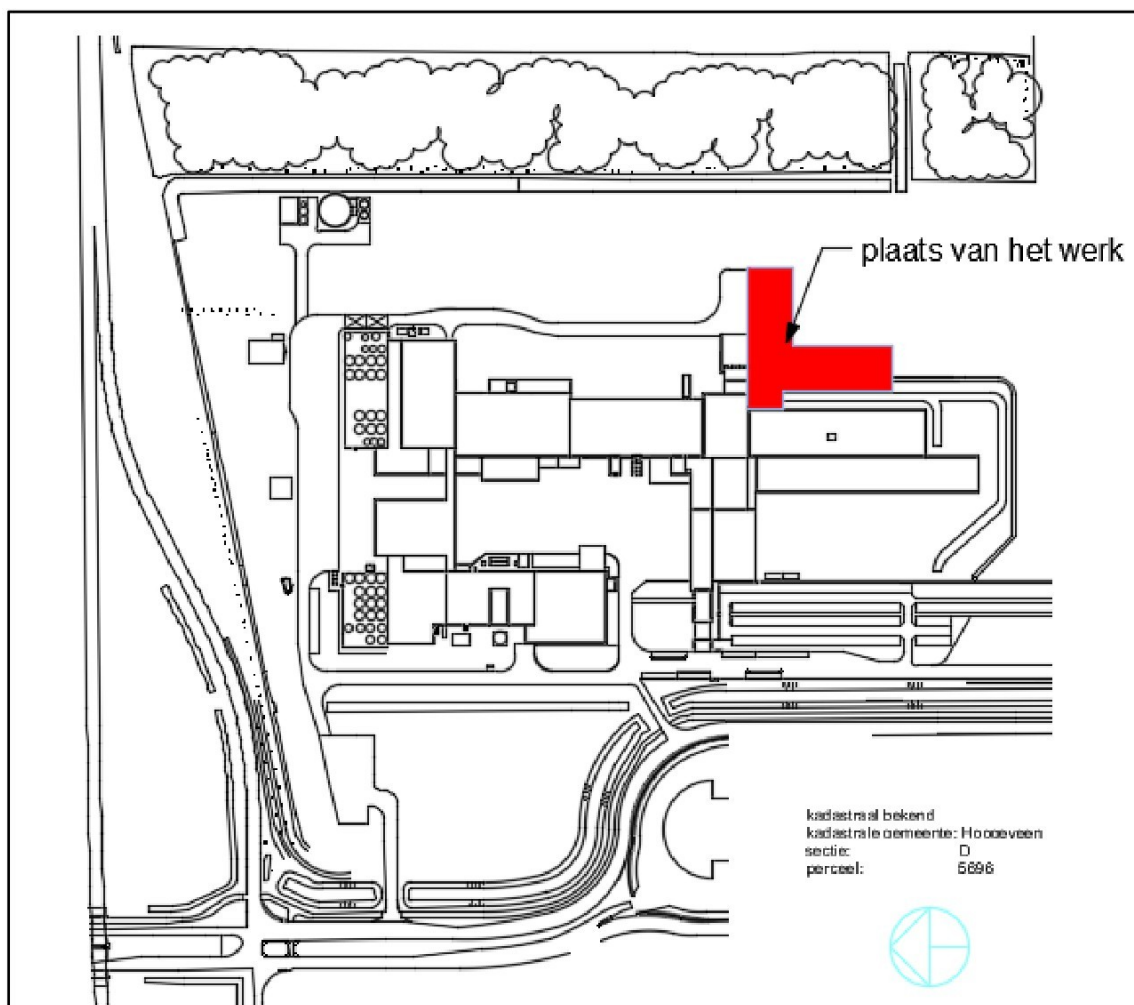 plaats van het werk
kadastraal bekend
kadastrale gemeente: Hoogeveen
sectie: D
perceel: 5696